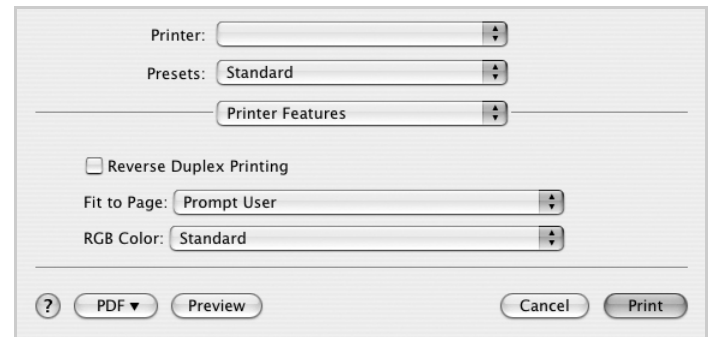 Printer:
Presets: Standard
Printer Features
Reverse Duplex Printing
Fit to Page: Prompt User
RGB Color: Standard
? PDF▼ Preview Cancel Print